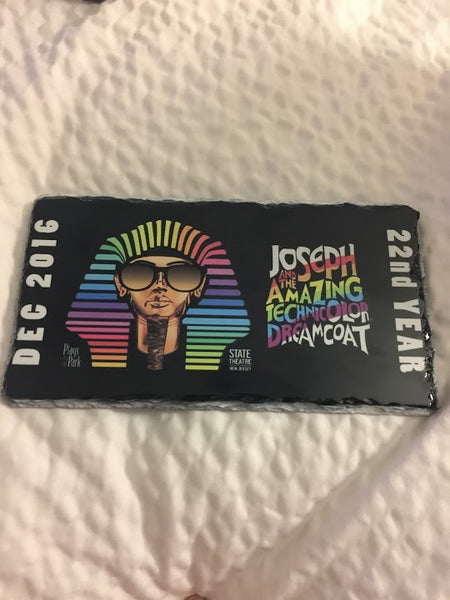 DEC 2016
Plays
in the
Park
STATE
THEATRE
NEW JERSEY
JOSEPH
AND THE
AMAZING
TECHNICOLOR
DREAMCOAT
22nd YEAR